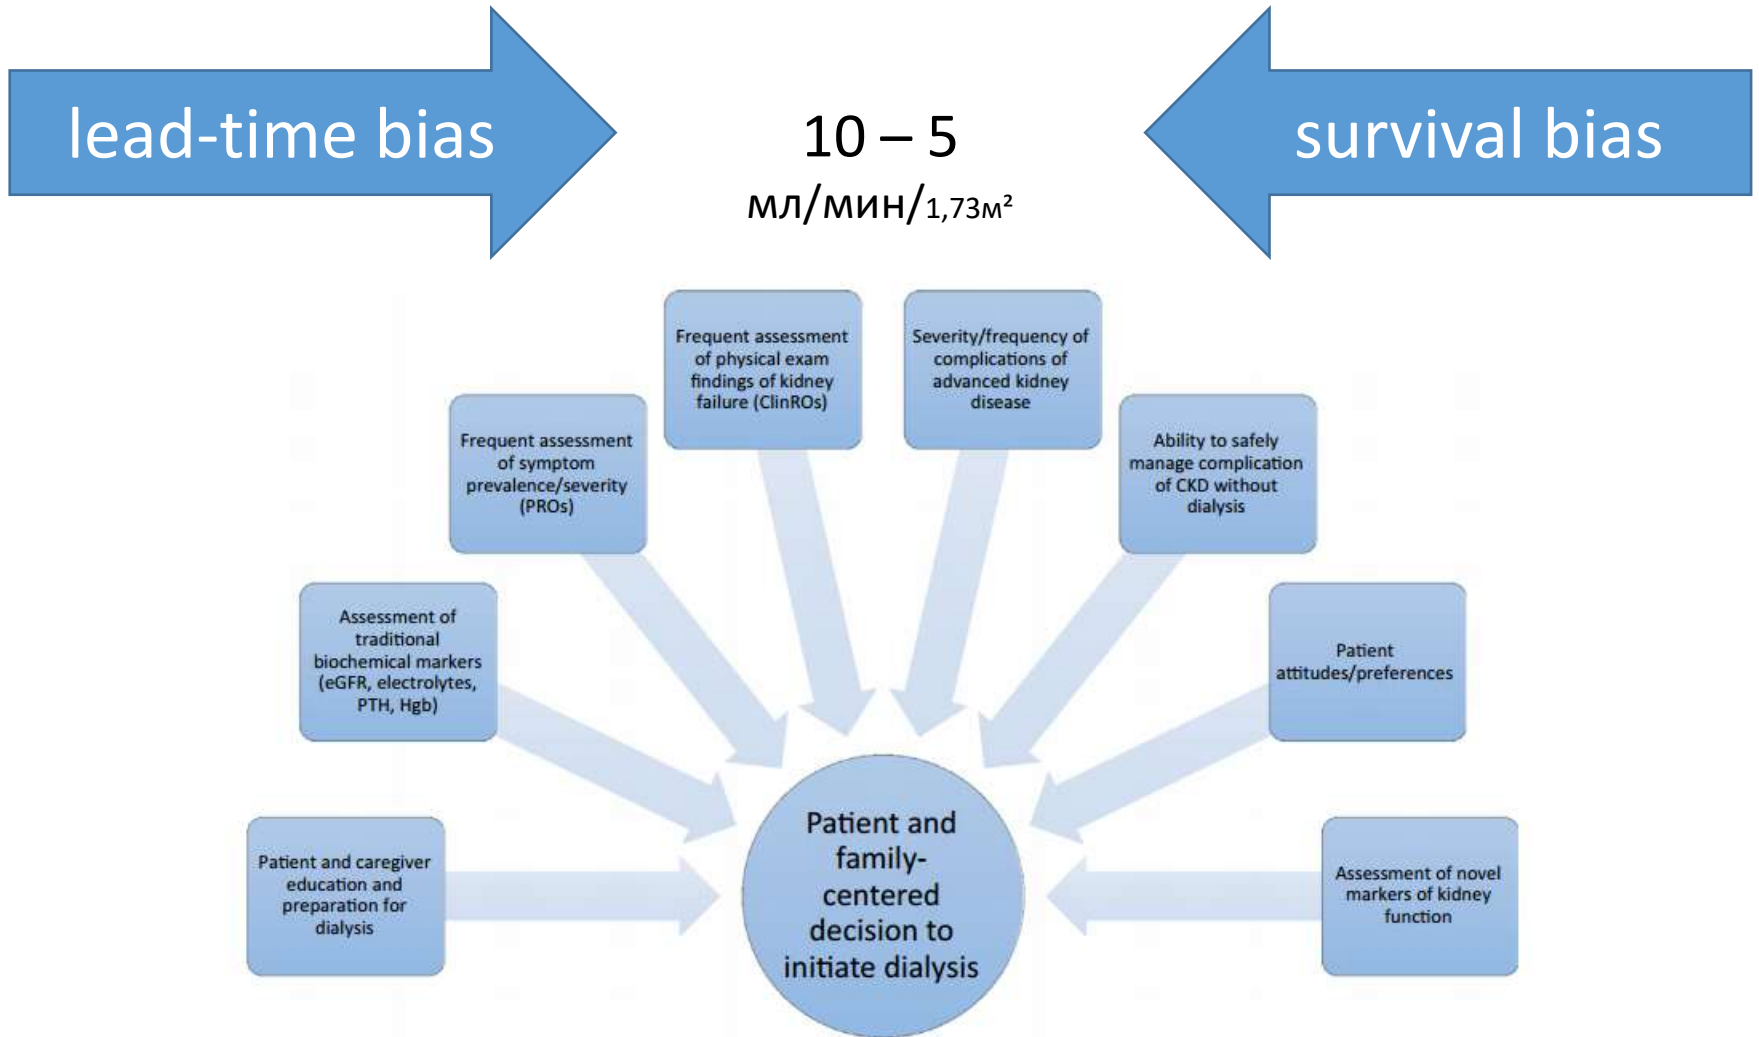 lead-time bias
10 – 5
мл/мин/1,73м²
survival bias
Frequent assessment
of physical exam
findings of kidney
failure (ClinROs)
Severity/frequency of
complications of
advanced kidney
disease
Frequent assessment
of symptom
prevalence/severity
(PROs)
Ability to safely
manage complication
of CKD without
dialysis
Assessment of
traditional
biochemical markers
(eGFR, electrolytes,
PTH, Hgb)
Patient
attitudes/preferences
Patient and caregiver
education and
preparation for
dialysis
Patient and
family-
centered
decision to
initiate dialysis
Assessment of novel
markers of kidney
function